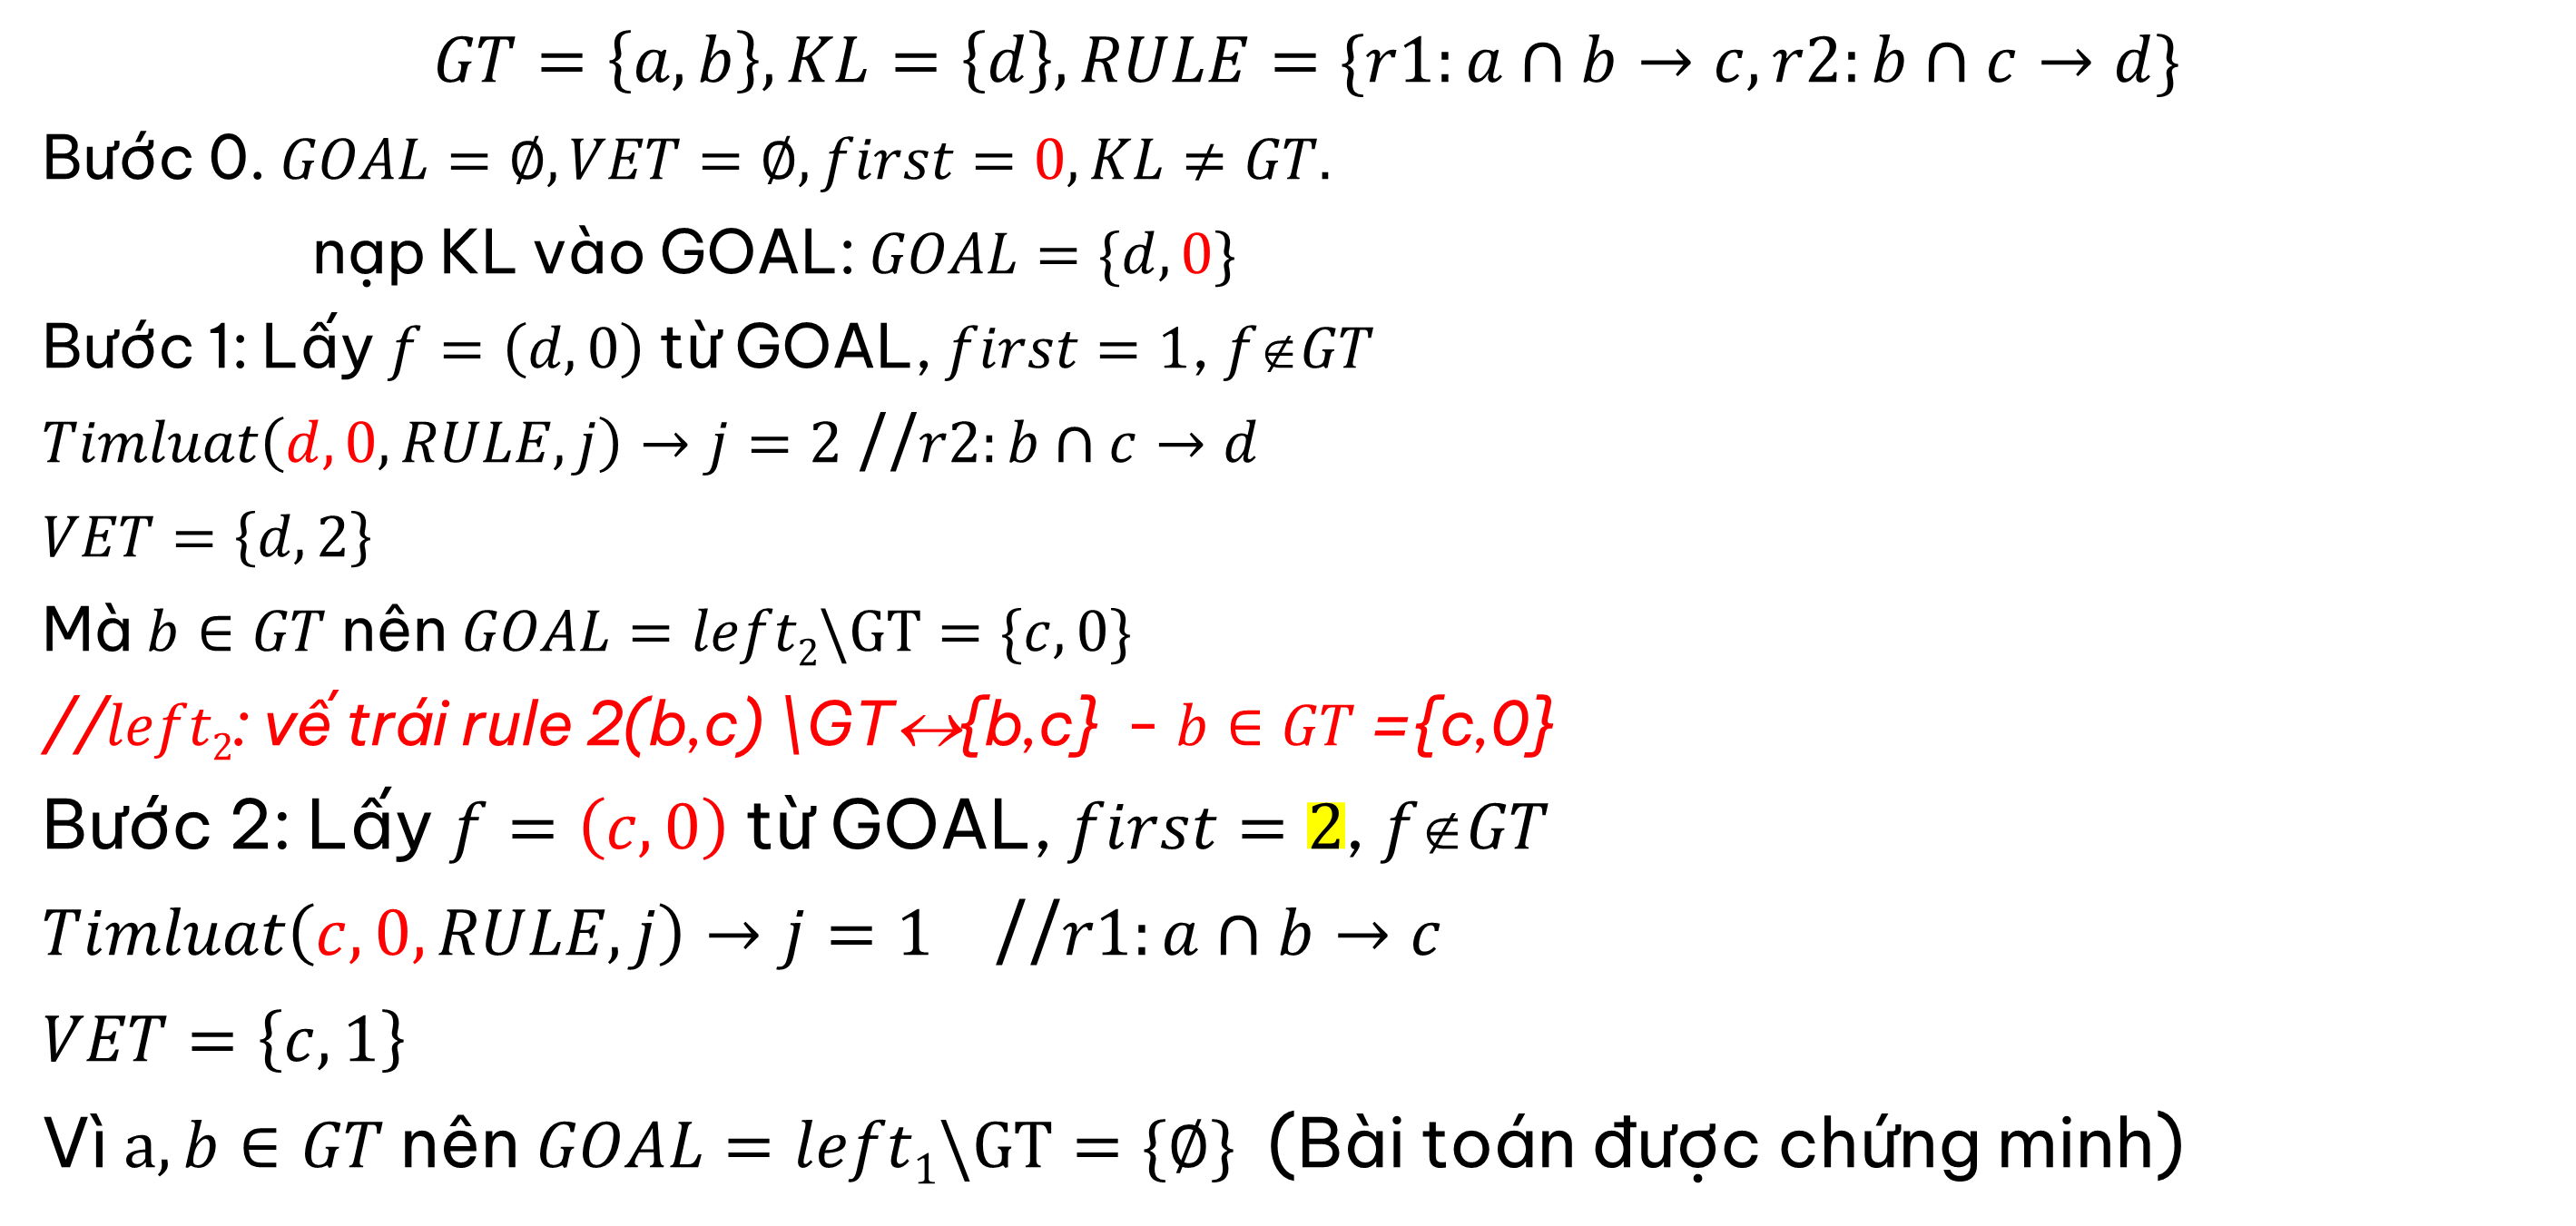 GT = {a, b}, KL = {d}, RULE = {r1: a ∩ b → c, r2: b ∩ c → d}
Bước 0. GOAL = ∅, VET = ∅, first = 0, KL ≠ GT.
nạp KL vào GOAL: GOAL = {d, 0}
Bước 1: Lấy f = (d, 0) từ GOAL, first = 1, f ∉ GT
Timluat(d, 0, RULE, j) → j = 2 //r2: b ∩ c → d
VET = {d, 2}
Mà b ∈ GT nên GOAL = left₂\GT = {c, 0}
//left₂: vế trái rule 2(b,c) \GT↔{b,c} - b ∈ GT ={c,0}
Bước 2: Lấy f = (c, 0) từ GOAL, first = 2, f ∉ GT
Timluat(c, 0, RULE, j) → j = 1 //r1: a ∩ b → c
VET = {c, 1}
Vì a, b ∈ GT nên GOAL = left₁\GT = {∅} (Bài toán được chứng minh)